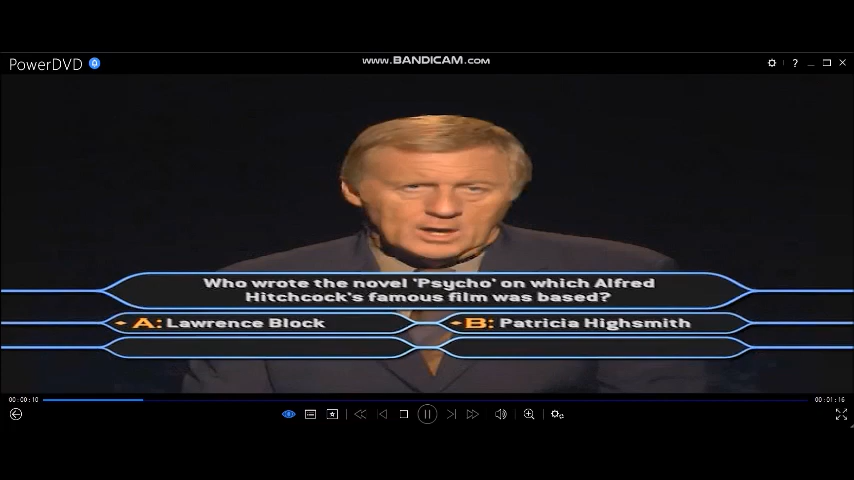 www.BANDICAM.com
PowerDVD
?
Who wrote the novel 'Psycho' on which Alfred
Hitchcock's famous film was based?
A: Lawrence Block
B: Patricia Highsmith
00:00:10
00:01:16